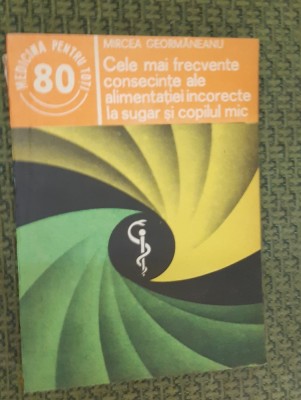 MEDICINA PENTRU TOȚI
80
MIRCEA GEORMĂNEANU
Cele mai frecvente
consecințe ale
alimentației incorecte
la sugar și copilul mic